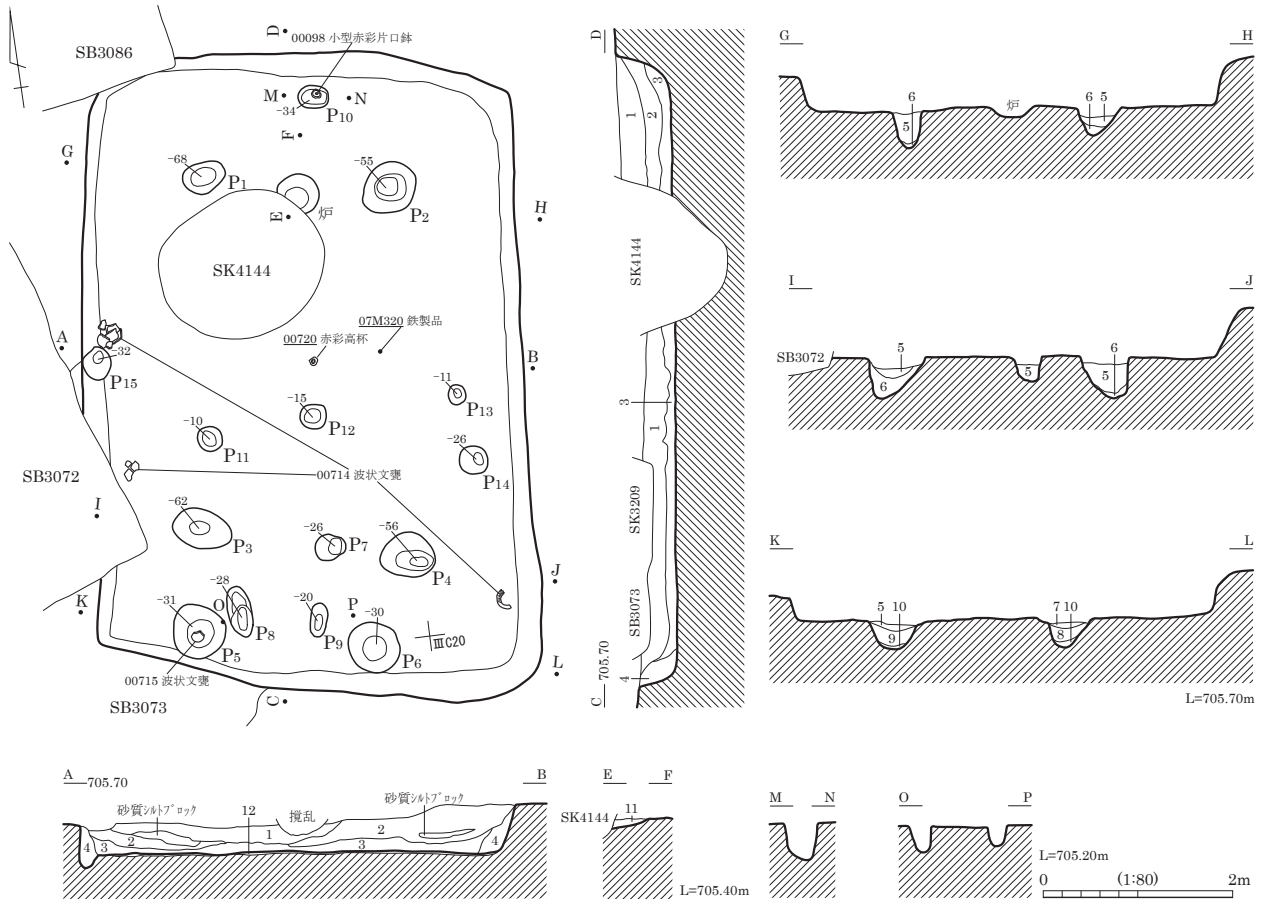 SB3086
D
00098 小型赤彩片口鉢
M
N
-34
P10
F
G
-68
P1
-55
P2
E
炉
H
SK4144
07M320 鉄製品
00720 赤彩高杯
A
-32
P15
B
-11
P13
-15
P12
-10
P11
-26
P14
SB3072
00714 波状文甕
I
-62
P3
-26
P7
-56
P4
J
-28
K
-31
O
P8
-20
P9
P
-30
P5
P6
ⅢC20
L
00715 波状文甕
SB3073
C
D
3
1
2
SK4144
3
1
SK3209
SB3073
4
C 705.70
G
H
6
5
炉
6 5
I
J
SB3072
5
6
5
6
5
K
L
5 10
9
7 10
8
L=705.70m
A 705.70
B
砂質シルトブロック
12
撹乱
砂質シルトブロック
4
3
2
1
2
3
4
E
F
SK4144
11
L=705.40m
M
N
O
P
L=705.20m
0
(1:80)
2m